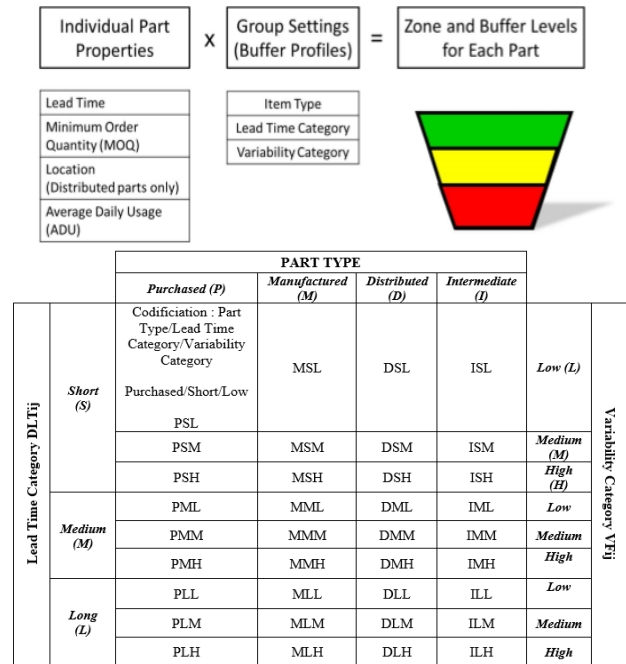 Individual Part
Properties
x
Group Settings
(Buffer Profiles)
=
Zone and Buffer Levels
for Each Part
Lead Time
Minimum Order
Quantity (MOQ)
Location
(Distributed parts only)
Average Daily Usage
(ADU)
Item Type
Lead Time Category
Variability Category
PART TYPE
Purchased (P)
Manufactured
(M)
Distributed
(D)
Intermediate
(I)
Lead Time Category DLTij
Short
(S)
Codificiation : Part
Type/Lead Time
Category/Variability
Category
Purchased/Short/Low
PSL
MSL
DSL
ISL
Low (L)
Variability Category VFij
PSM
MSM
DSM
ISM
Medium
(M)
PSH
MSH
DSH
ISH
High
(H)
Medium
(M)
PML
MML
DML
IML
Low
PMM
MMM
DMM
IMM
Medium
PMH
MMH
DMH
IMH
High
Long
(L)
PLL
MLL
DLL
ILL
Low
PLM
MLM
DLM
ILM
Medium
PLH
MLH
DLH
ILH
High